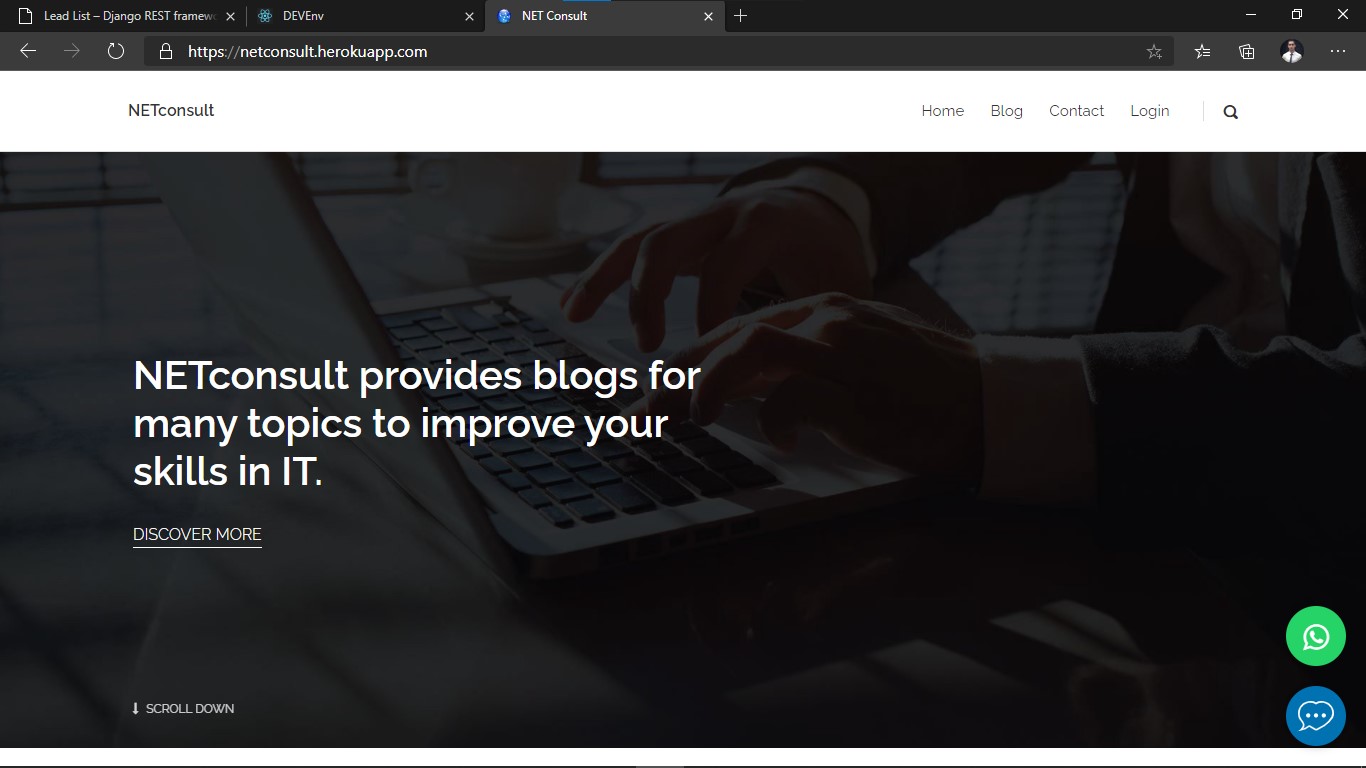 Lead List – Django REST framew
DEVEnv
NET Consult
https://netconsult.herokuapp.com
NETconsult
Home
Blog
Contact
Login
NETconsult provides blogs for
many topics to improve your
skills in IT.
DISCOVER MORE
SCROLL DOWN